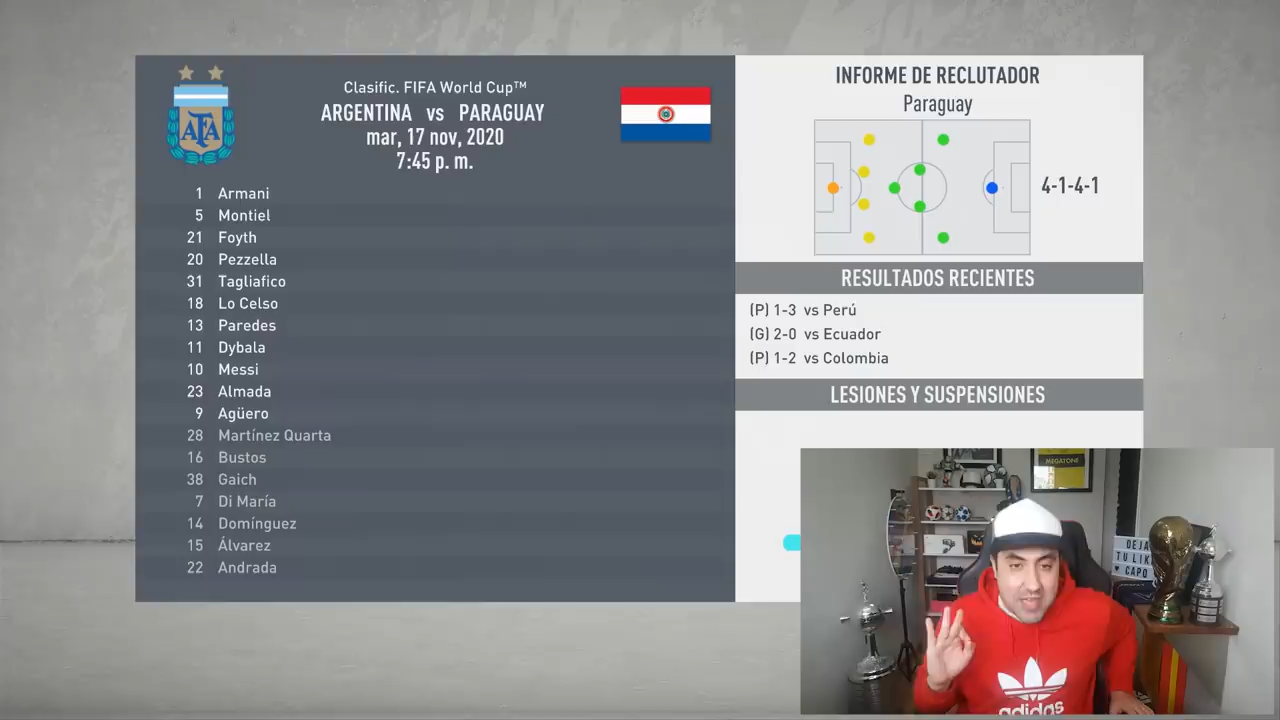 AFA
Clasific. FIFA World Cup™
ARGENTINA vs PARAGUAY
mar, 17 nov, 2020
7:45 p. m.
1 Armani
5 Montiel
21 Foyth
20 Pezzella
31 Tagliafico
18 Lo Celso
13 Paredes
11 Dybala
10 Messi
23 Almada
9 Agüero
28 Martínez Quarta
16 Bustos
38 Gaich
7 Di María
14 Domínguez
15 Álvarez
22 Andrada
INFORME DE RECLUTADOR
Paraguay
4-1-4-1
RESULTADOS RECIENTES
(P) 1-3 vs Perú
(G) 2-0 vs Ecuador
(P) 1-2 vs Colombia
LESIONES Y SUSPENSIONES
MEGATONE
DEJA
TU LIK
♥ CAPO
adidas